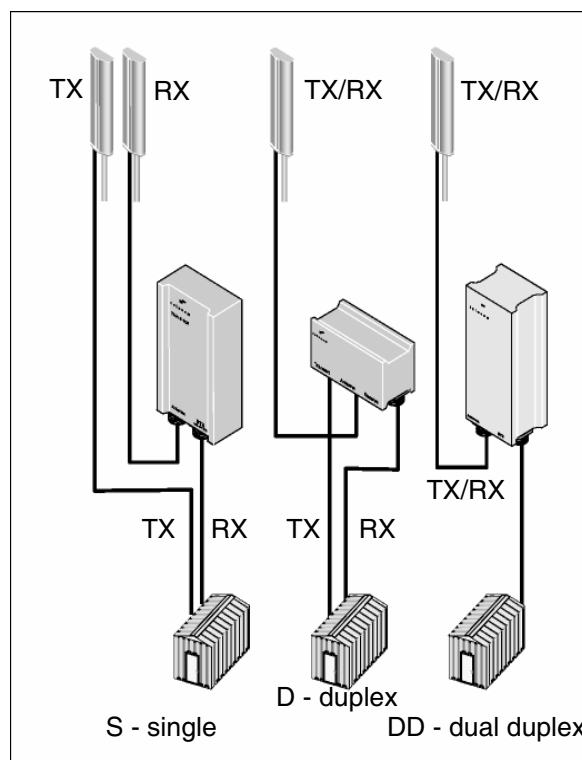 TX RX TX/RX TX/RX
TX/RX
TX RX TX RX
D - duplex
S - single DD - dual duplex